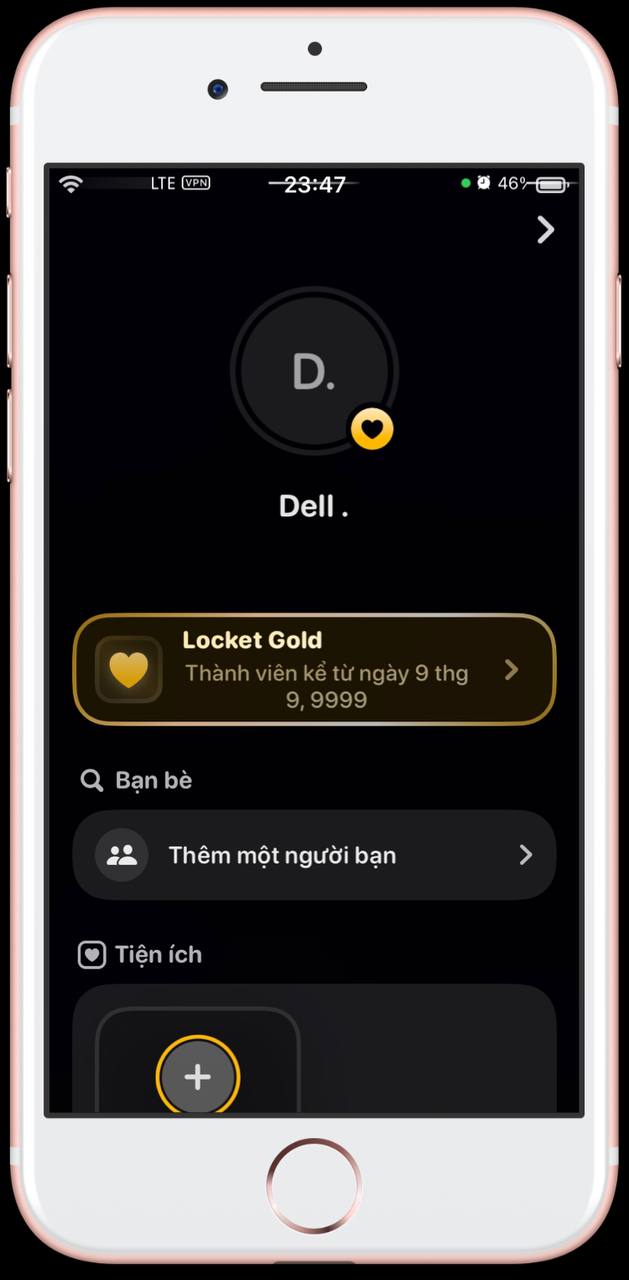 LTE VPN 23:47 46%
D.
Dell .
Locket Gold
Thành viên kể từ ngày 9 thg
9, 9999
Bạn bè
Thêm một người bạn
Tiện ích